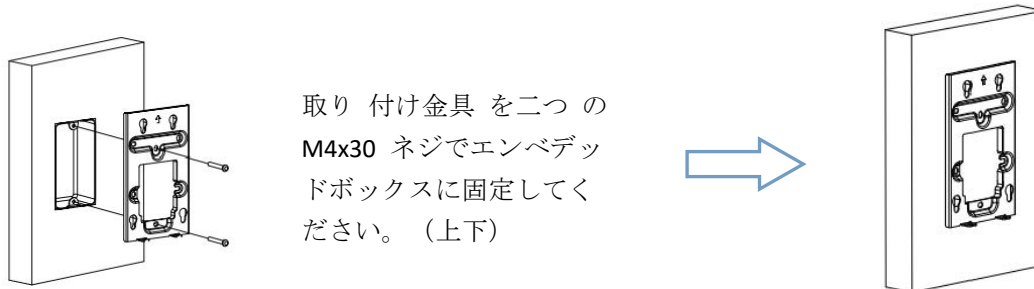 取り 付け金具 を二つ の
M4x30 ネジでエンベデッ
ドボックスに固定してく
ださい。（上下）